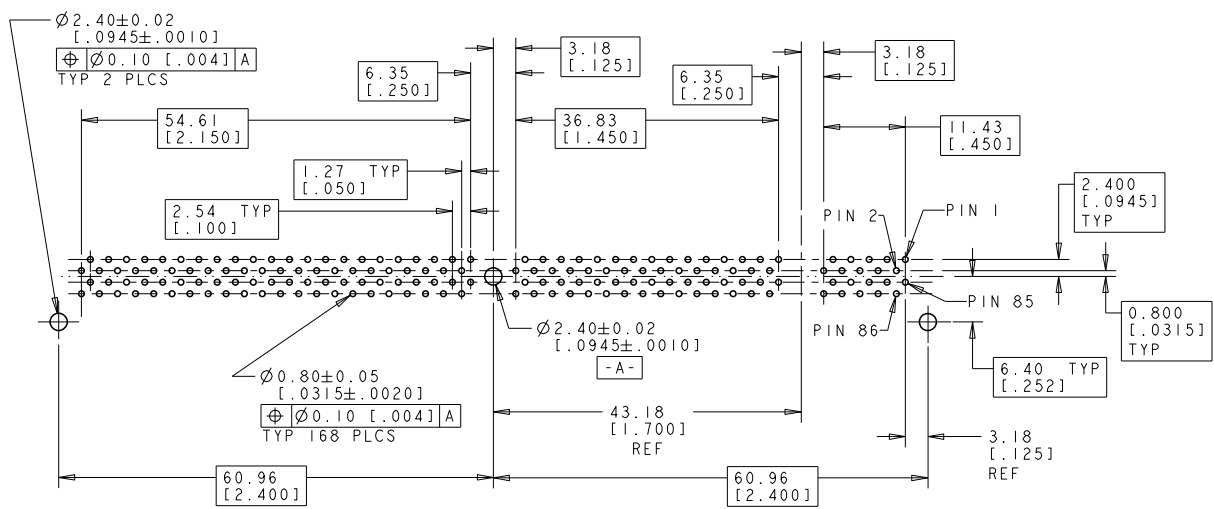 Ø2.40±0.02
[.0945±.0010]
⌖ Ø0.10 [.004] A
TYP 2 PLCS
3.18
[.125]
3.18
[.125]
6.35
[.250]
6.35
[.250]
54.61
[2.150]
36.83
[1.450]
11.43
[.450]
1.27 TYP
[.050]
2.54 TYP
[.100]
2.400
[.0945]
TYP
PIN 2
PIN 1
PIN 85
PIN 86
0.800
[.0315]
TYP
Ø2.40±0.02
[.0945±.0010]
-A-
6.40 TYP
[.252]
Ø0.80±0.05
[.0315±.0020]
⌖ Ø0.10 [.004] A
TYP 168 PLCS
43.18
[1.700]
REF
3.18
[.125]
REF
60.96
[2.400]
60.96
[2.400]